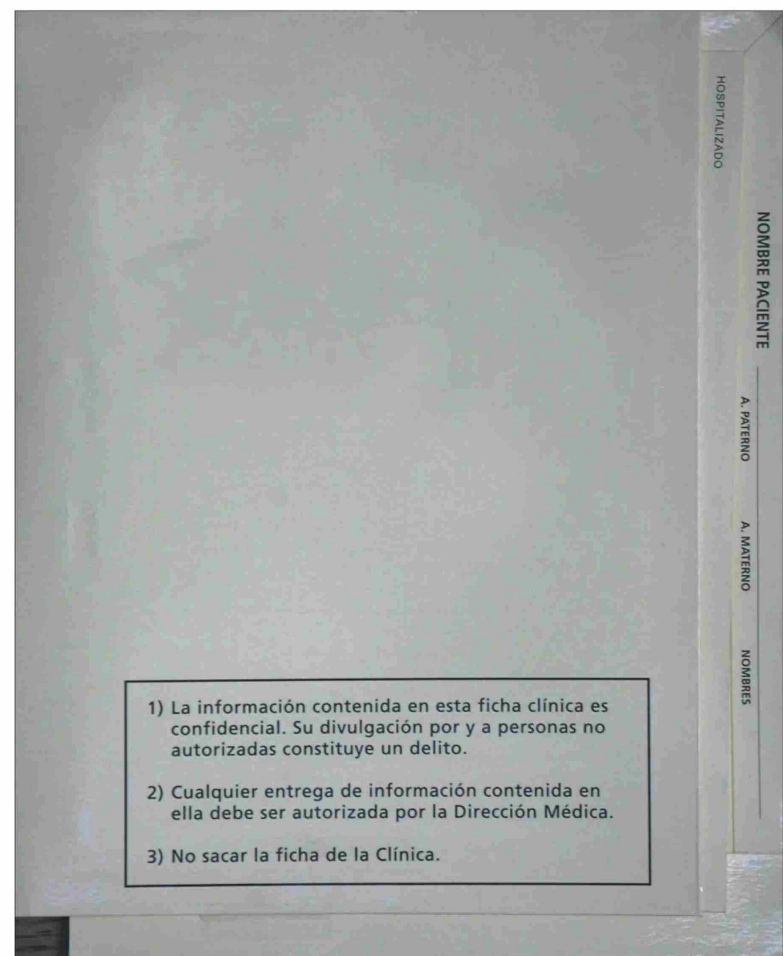 HOSPITALIZADO
NOMBRE PACIENTE
A. PATERNO
A. MATERNO
NOMBRES
1) La información contenida en esta ficha clínica es
confidencial. Su divulgación por y a personas no
autorizadas constituye un delito.
2) Cualquier entrega de información contenida en
ella debe ser autorizada por la Dirección Médica.
3) No sacar la ficha de la Clínica.